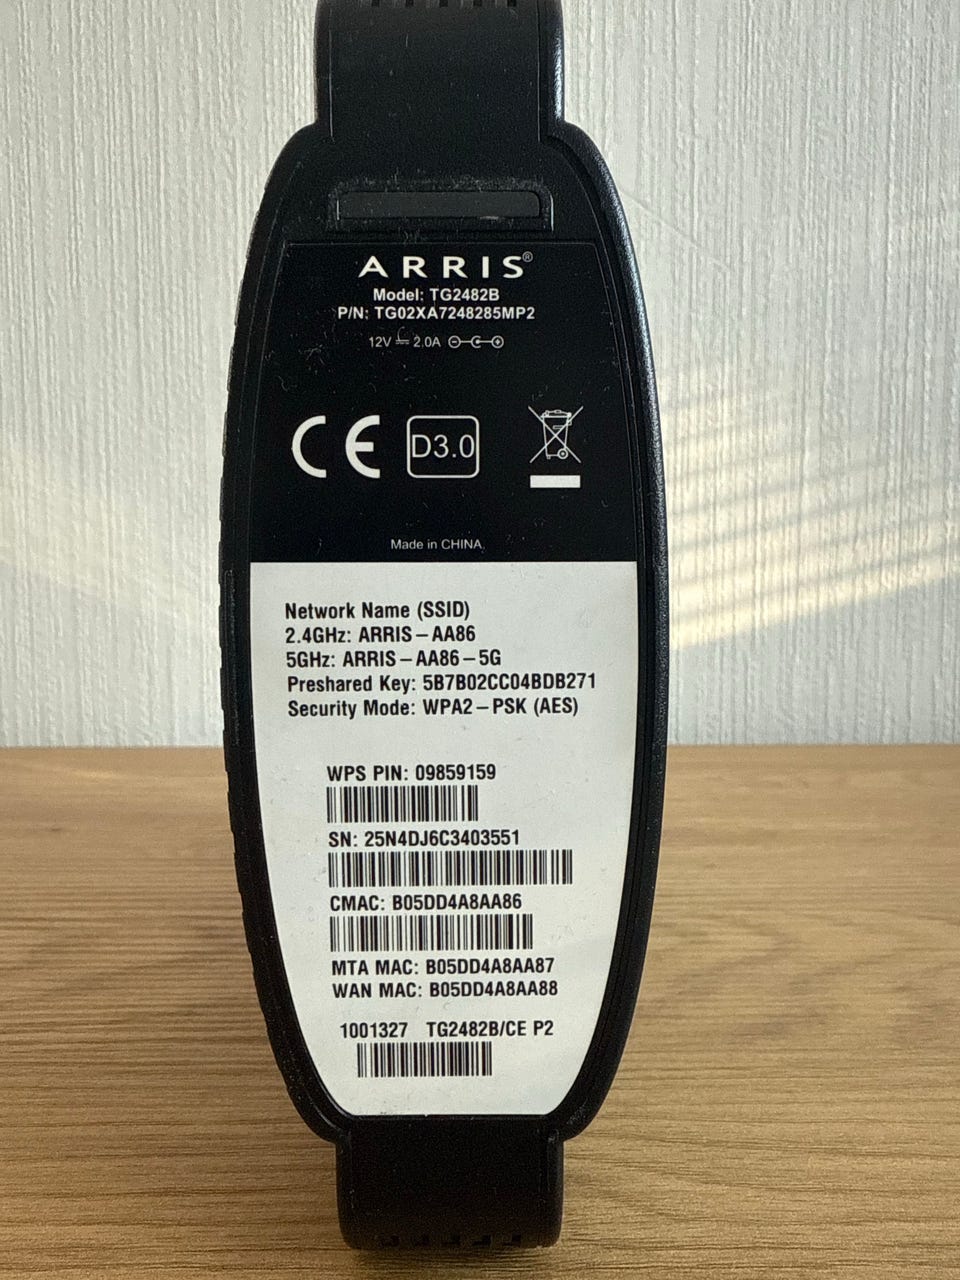 ARRIS®
Model: TG2482B
P/N: TG02XA7248285MP2
12V 2.0A
CE D3.0
Made in CHINA
Network Name (SSID)
2.4GHz: ARRIS-AA86
5GHz: ARRIS-AA86-5G
Preshared Key: 5B7B02CC04BDB271
Security Mode: WPA2-PSK (AES)
WPS PIN: 09859159
SN: 25N4DJ6C3403551
CMAC: B05DD4A8AA86
MTA MAC: B05DD4A8AA87
WAN MAC: B05DD4A8AA88
1001327 TG2482B/CE P2